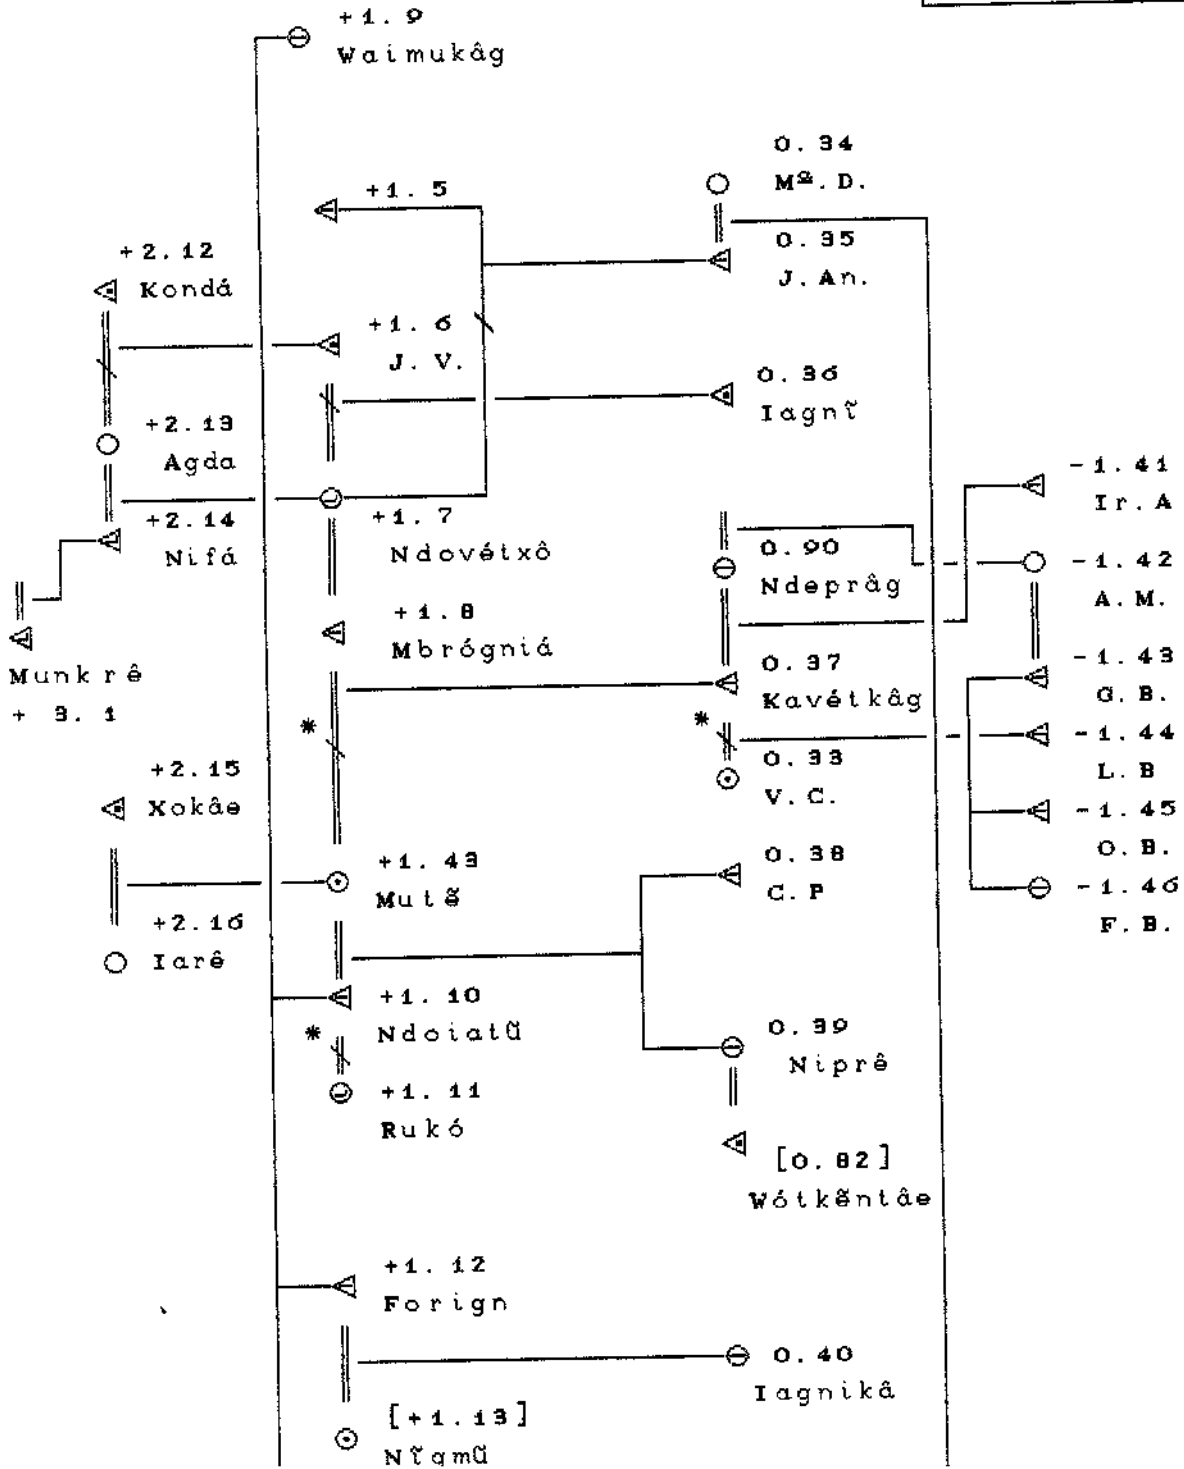 +1.9
Waimukâg
0.34
Mª.D.
+1.5
0.35
J.An.
+2.12
Kondá
+1.6
J.V.
0.36
Iagnĩ
+2.13
Agda
-1.41
Ir.A
+2.14
Nifá
+1.7
Ndovétxô
0.90
Ndeprâg
-1.42
A.M.
+1.8
Mbrógniá
Munkrê
+3.1
0.37
Kavétkâg
-1.43
G.B.
*
*
-1.44
L.B
+2.15
Xokâe
0.33
V.C.
-1.45
O.B.
+1.43
Mutẽ
0.38
C.P
-1.46
F.B.
+2.16
Iarê
+1.10
Ndoiatũ
*
0.39
Niprê
+1.11
Rukó
[0.82]
Wótkẽntâe
+1.12
Forign
0.40
Iagnikâ
[+1.13]
Nĩgmũ